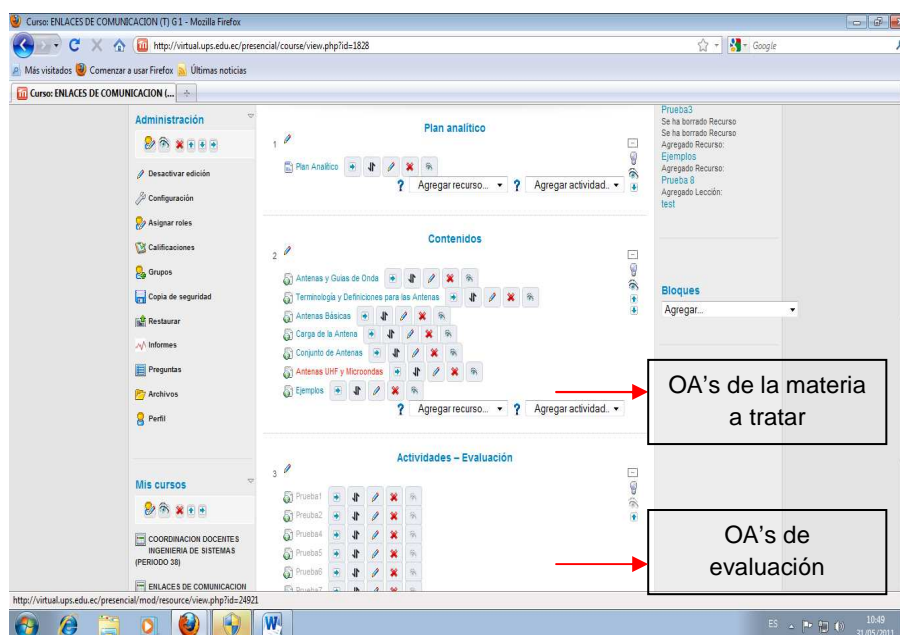 Curso: ENLACES DE COMUNICACION (T) G1 - Mozilla Firefox
http://virtual.ups.edu.ec/presencial/course/view.php?id=1828
Google
Más visitados Comenzar a usar Firefox Últimas noticias
Curso: ENLACES DE COMUNICACION (...
Administración
Desactivar edición
Configuración
Asignar roles
Calificaciones
Grupos
Copia de seguridad
Restaurar
Informes
Preguntas
Archivos
Perfil
Mis cursos
COORDINACION DOCENTES
INGENIERIA DE SISTEMAS
(PERIODO 38)
ENLACES DE COMUNICACION
Plan analítico
1
Plan Analítico
? Agregar recurso... ? Agregar actividad..
Contenidos
2
Antenas y Guias de Onda
Terminología y Definiciones para las Antenas
Antenas Básicas
Carga de la Antena
Conjunto de Antenas
Antenas UHF y Microondas
Ejemplos
? Agregar recurso... ? Agregar actividad..
Actividades – Evaluación
3
Prueba1
Preuba2
Prueba4
Prueba5
Prueba6
Prueba7
Prueba3
Se ha borrado Recurso
Se ha borrado Recurso
Agregado Recurso:
Ejemplos
Agregado Recurso:
Prueba 8
Agregado Lección:
test
Bloques
Agregar...
OA's de la materia
a tratar
OA's de
evaluación
http://virtual.ups.edu.ec/presencial/mod/resource/view.php?id=24921
ES
10:49
21/05/2011